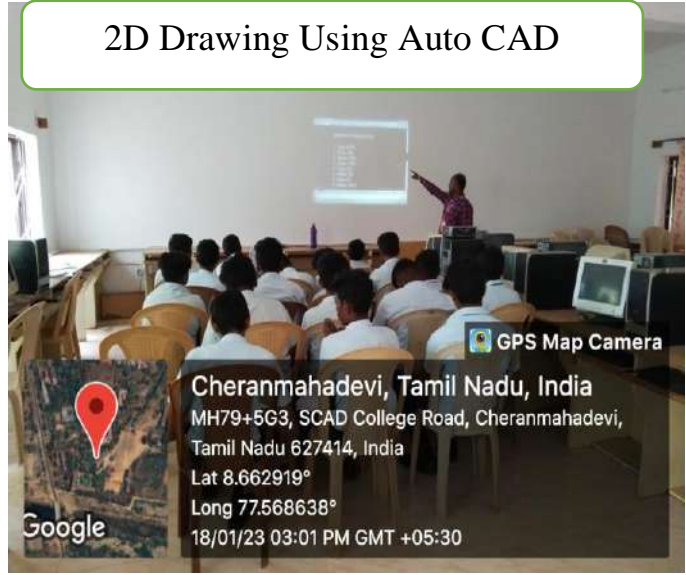 2D Drawing Using Auto CAD
GPS Map Camera
Cheranmahadevi, Tamil Nadu, India
MH79+5G3, SCAD College Road, Cheranmahadevi,
Tamil Nadu 627414, India
Lat 8.662919°
Long 77.568638°
18/01/23 03:01 PM GMT +05:30
Google